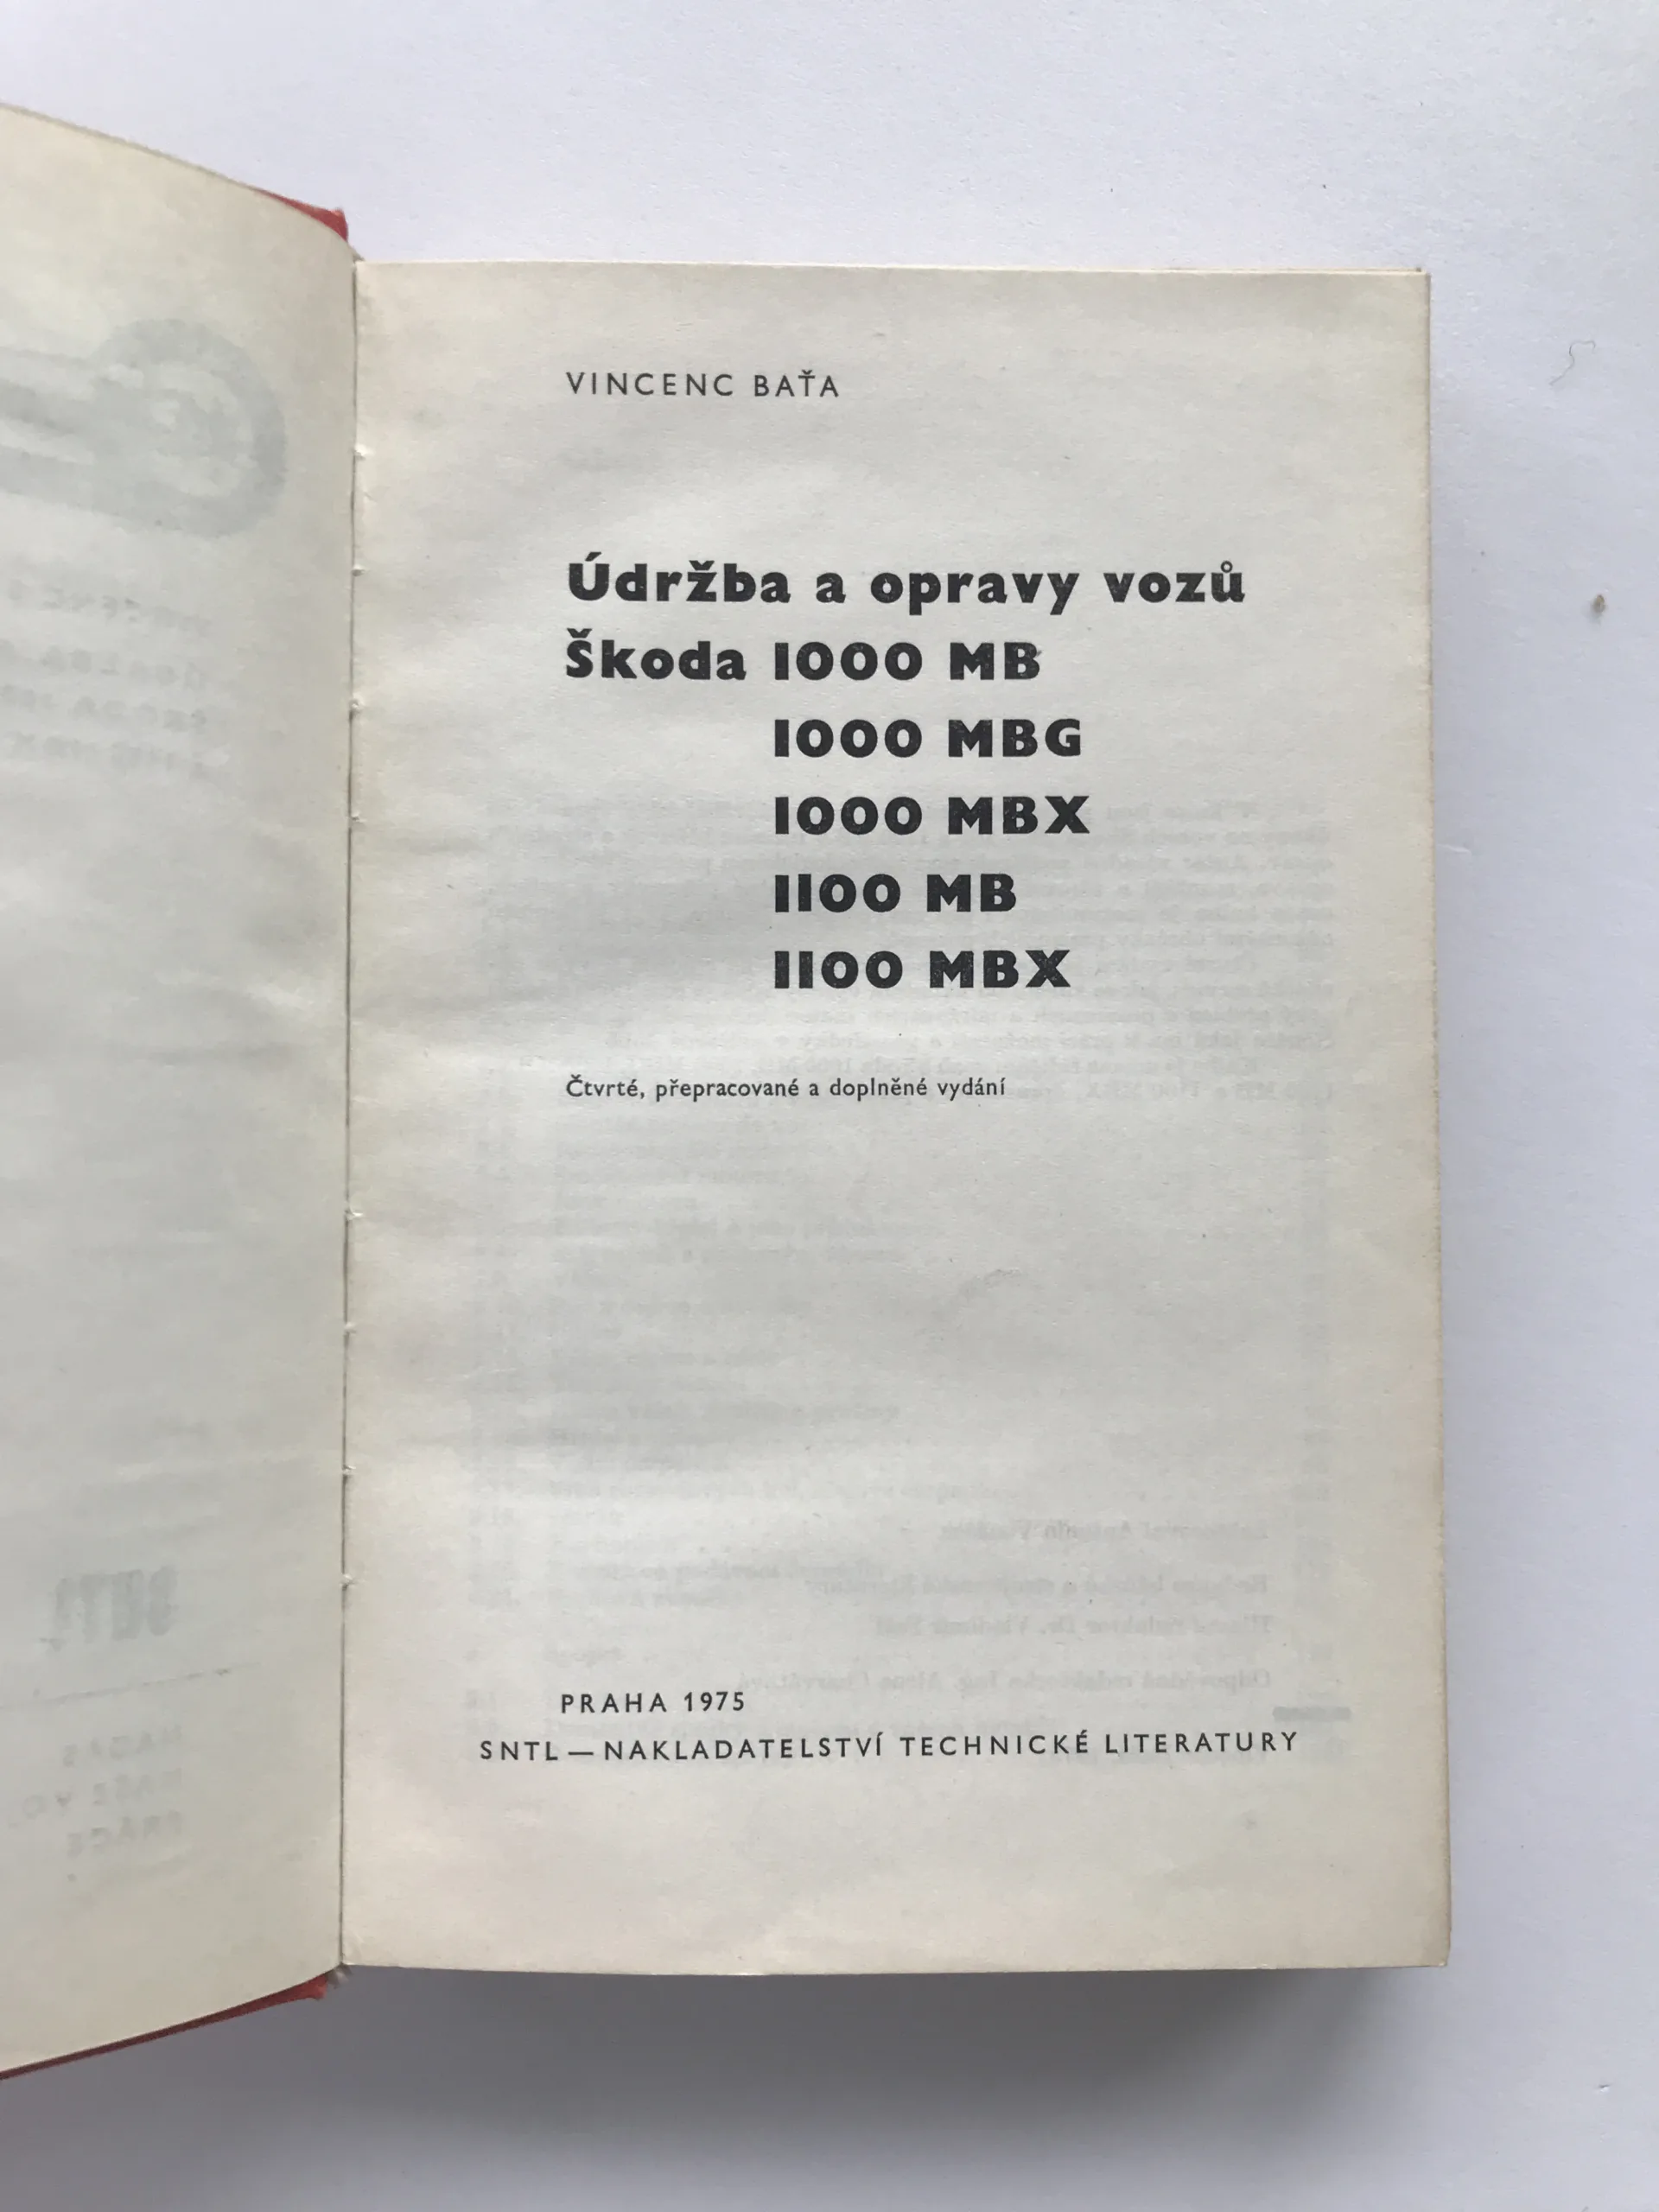 VINCENC BAŤA
Údržba a opravy vozů
Škoda 1000 MB
1000 MBG
1000 MBX
1100 MB
1100 MBX
Čtvrté, přepracované a doplněné vydání
PRAHA 1975
SNTL — NAKLADATELSTVÍ TECHNICKÉ LITERATURY